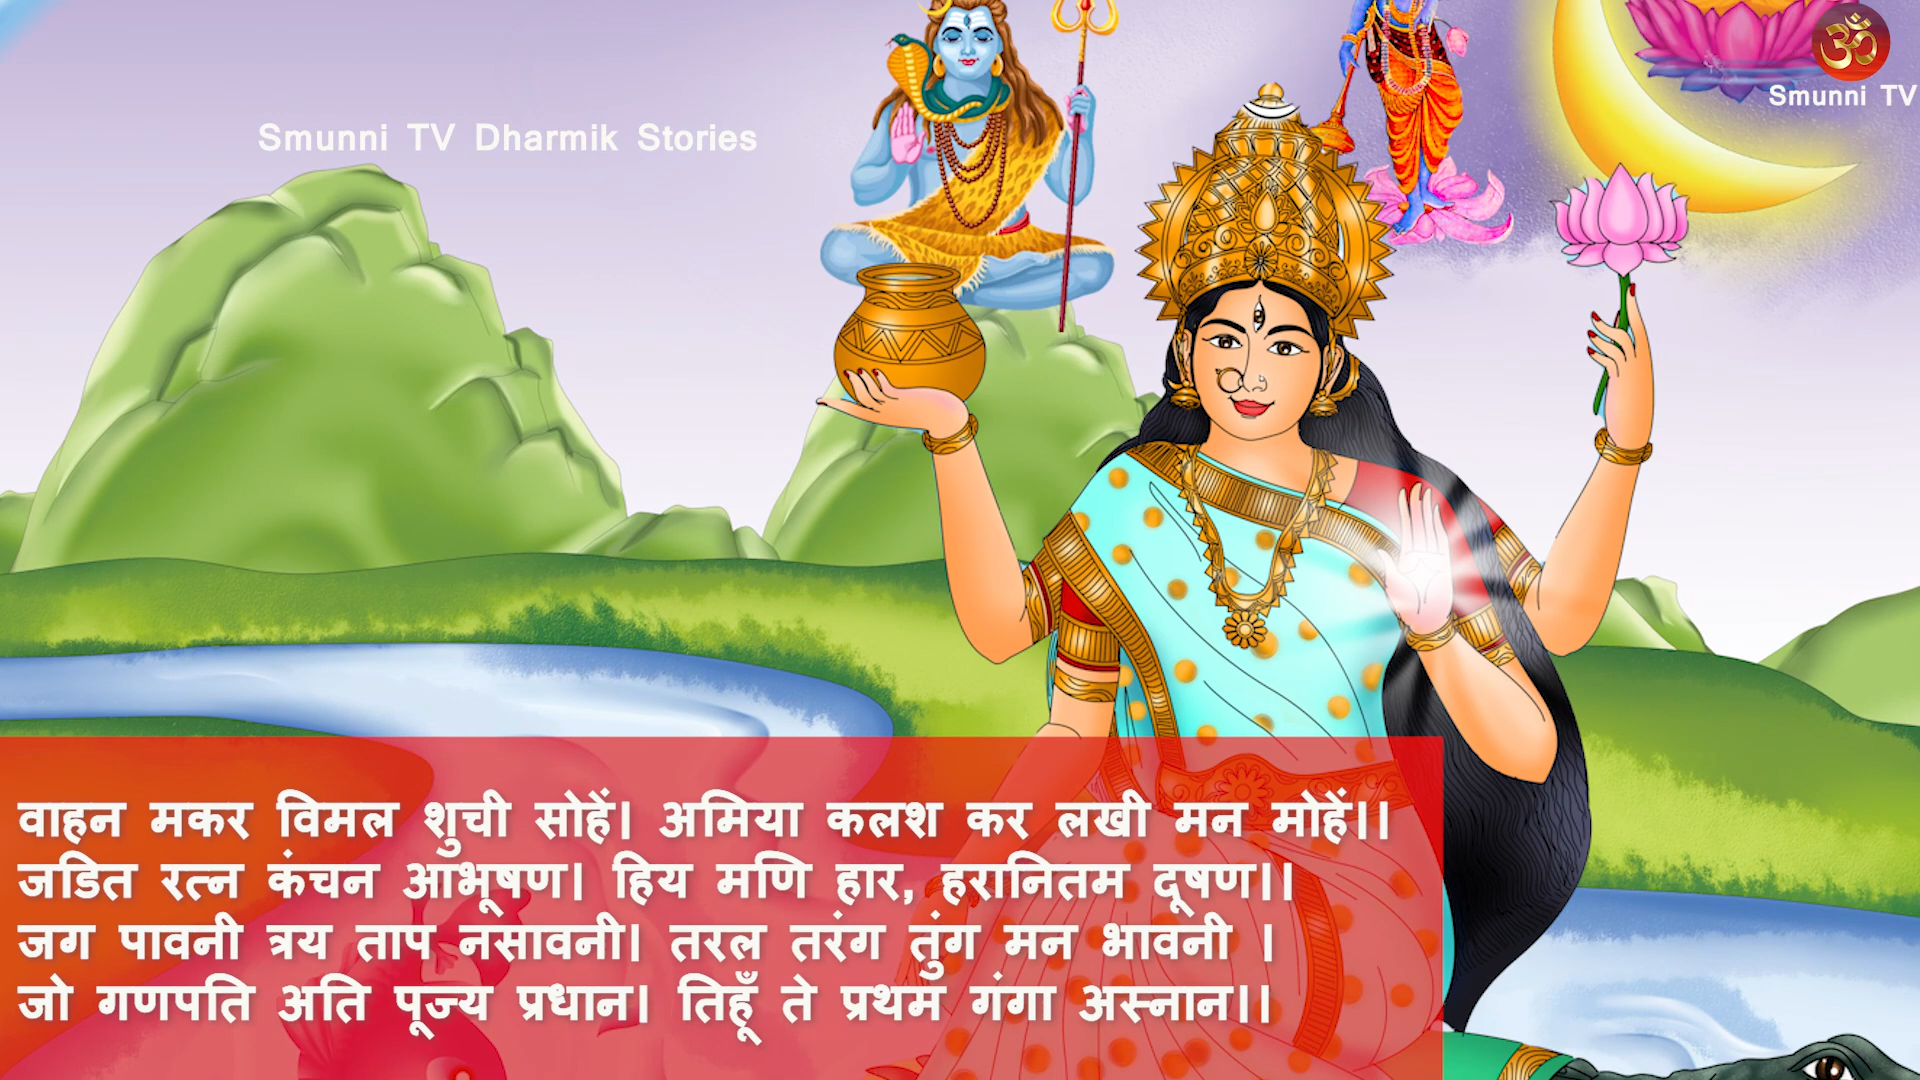 Smunni TV Dharmik Stories
ॐ
Smunni TV
वाहन मकर विमल शुची सोहें। अमिया कलश कर लखी मन मोहें।।
जडित रत्न कंचन आभूषण। हिय मणि हार, हरानितम दूषण।।
जग पावनी त्रय ताप नसावनी। तरल तरंग तुंग मन भावनी ।
जो गणपति अति पूज्य प्रधान। तिहूँ ते प्रथम गंगा अस्नान।।